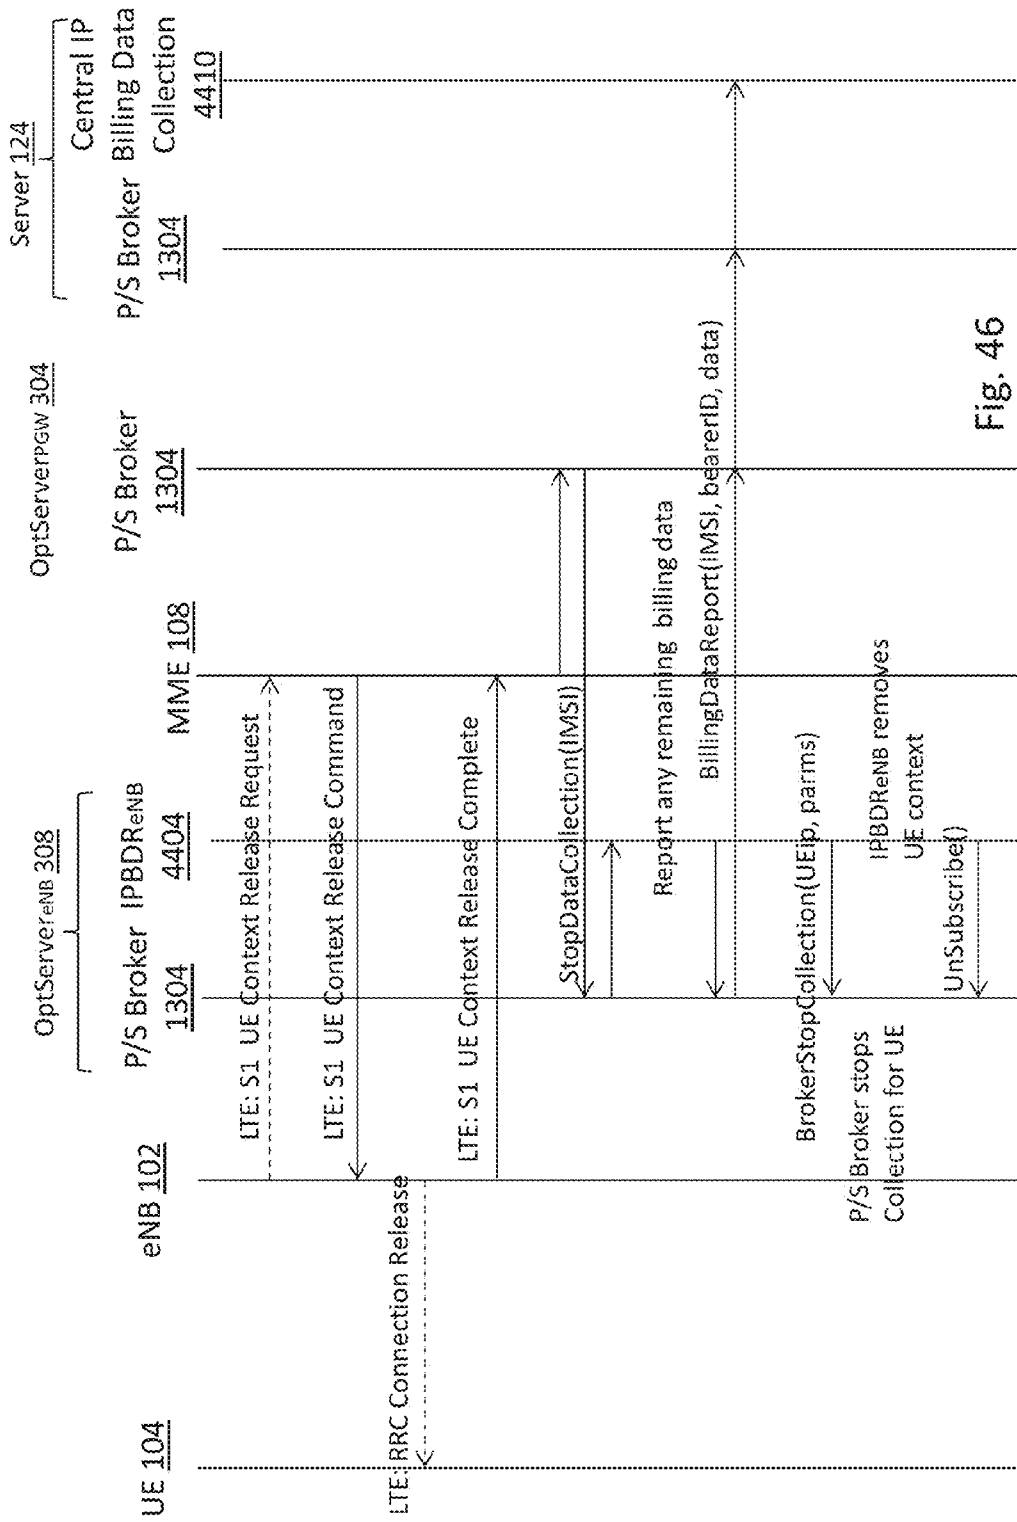 Server 124
OptServerPGW 304
OptServereNB 308
Central IP
P/S Broker Billing Data
1304
Collection
4410
P/S Broker
1304
MME 108
P/S Broker IPBDReNB
1304
4404
eNB 102
UE 104
LTE: S1 UE Context Release Request
LTE: S1 UE Context Release Command
LTE: RRC Connection Release
LTE: S1 UE Context Release Complete
StopDataCollection(IMSI)
Report any remaining billing data
BillingDataReport(IMSI, bearerID, data)
BrokerStopCollection(UEip, parms)
P/S Broker stops
Collection for UE
IPBDReNB removes
UE context
UnSubscribe()
Fig. 46